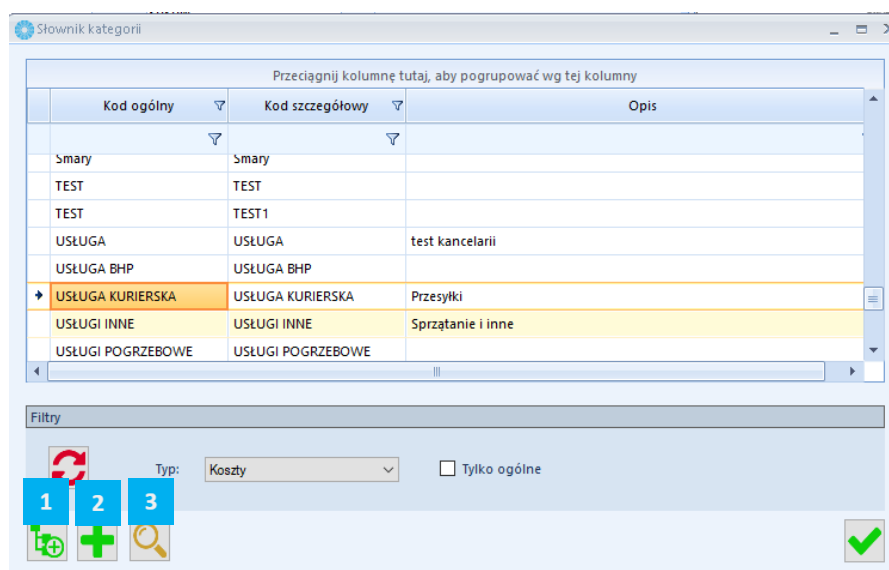 Słownik kategorii
Przeciągnij kolumnę tutaj, aby pogrupować wg tej kolumny
Kod ogólny Kod szczegółowy Opis
Smary Smary
TEST TEST
TEST TEST1
USŁUGA USŁUGA test kancelarii
USŁUGA BHP USŁUGA BHP
USŁUGA KURIERSKA USŁUGA KURIERSKA Przesyłki
USŁUGI INNE USŁUGI INNE Sprzątanie i inne
USŁUGI POGRZEBOWE USŁUGI POGRZEBOWE
Filtry
Typ: Koszty Tylko ogólne
1 2 3